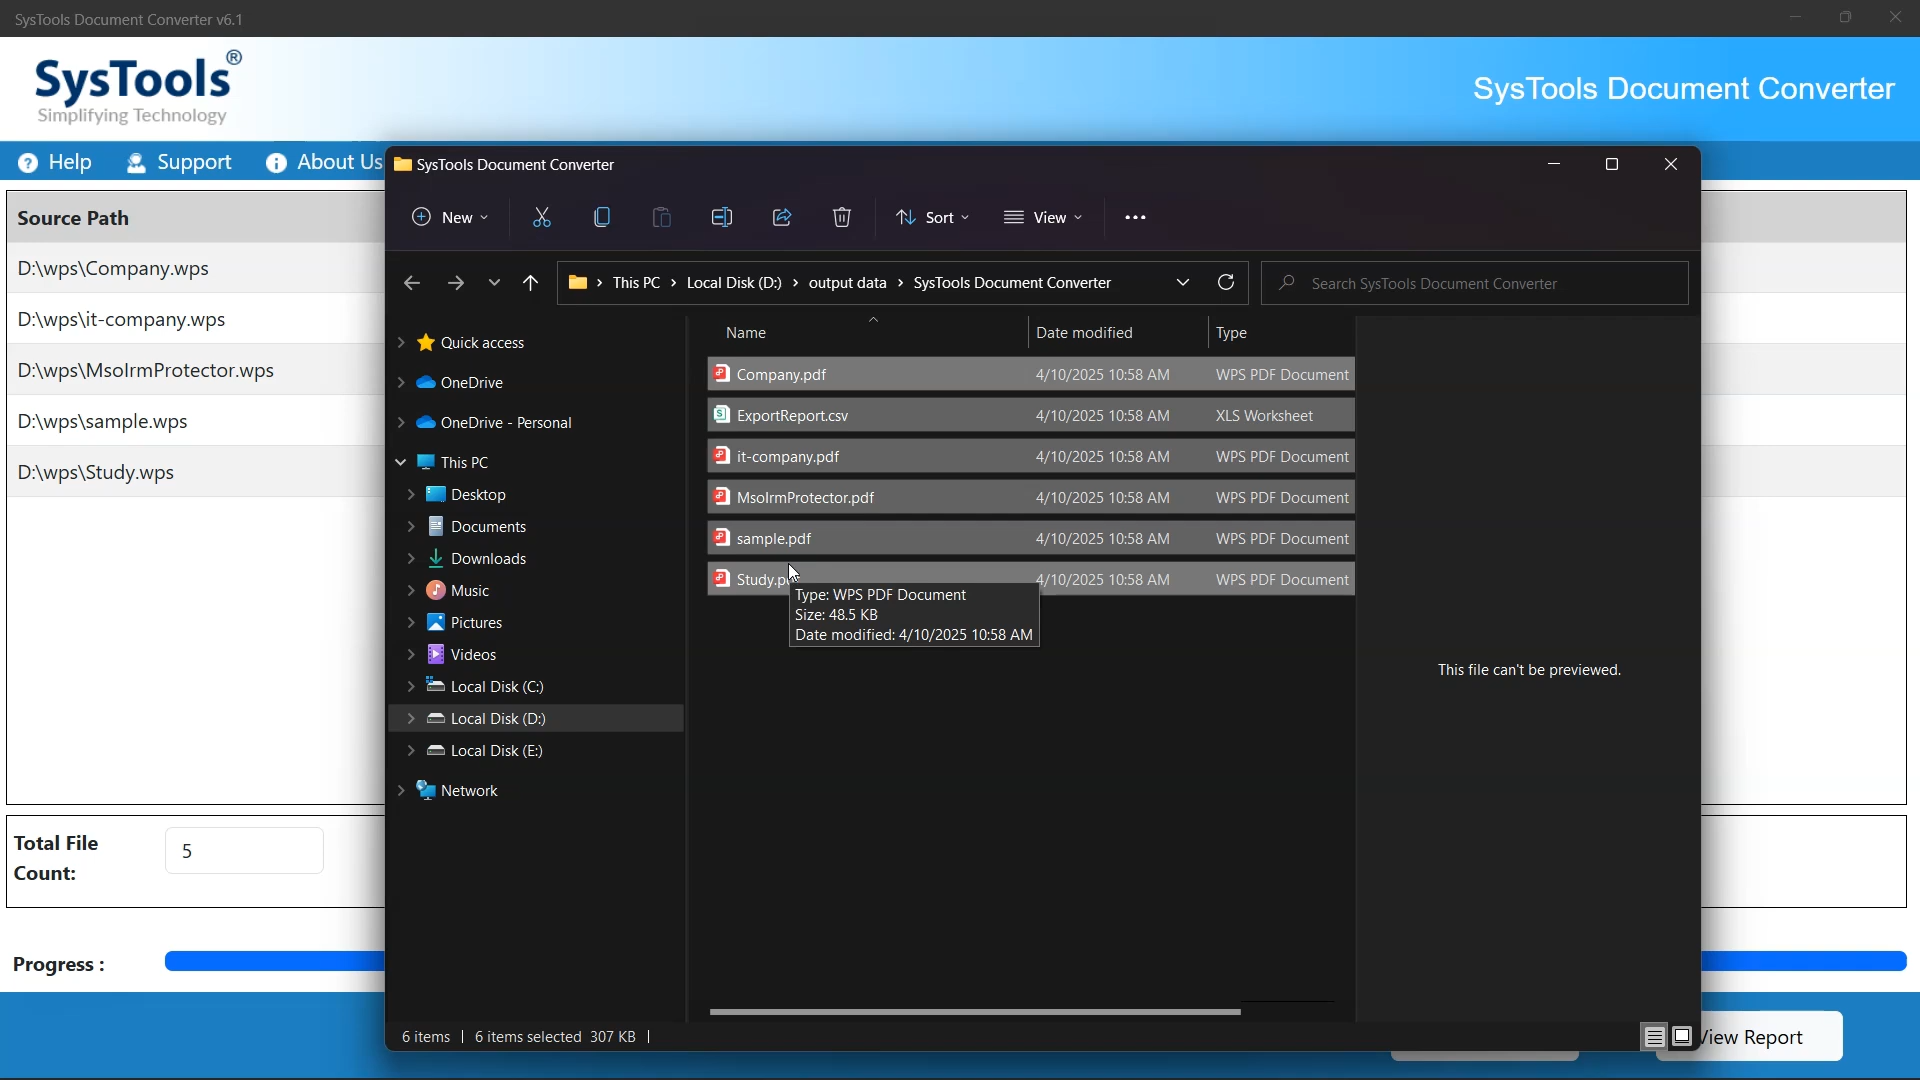 SysTools Document Converter v6.1
SysTools®
Simplifying Technology
SysTools Document Converter
Help
Support
About Us
Source Path
D:\wps\Company.wps
D:\wps\it-company.wps
D:\wps\MsoIrmProtector.wps
D:\wps\sample.wps
D:\wps\Study.wps
Total File
Count:
5
Progress :
View Report
SysTools Document Converter
New
Sort
View
This PC > Local Disk (D:) > output data > SysTools Document Converter
Search SysTools Document Converter
Quick access
OneDrive
OneDrive - Personal
This PC
Desktop
Documents
Downloads
Music
Pictures
Videos
Local Disk (C:)
Local Disk (D:)
Local Disk (E:)
Network
Name Date modified Type
Company.pdf 4/10/2025 10:58 AM WPS PDF Document
ExportReport.csv 4/10/2025 10:58 AM XLS Worksheet
it-company.pdf 4/10/2025 10:58 AM WPS PDF Document
MsoIrmProtector.pdf 4/10/2025 10:58 AM WPS PDF Document
sample.pdf 4/10/2025 10:58 AM WPS PDF Document
Study.p 4/10/2025 10:58 AM WPS PDF Document
Type: WPS PDF Document
Size: 48.5 KB
Date modified: 4/10/2025 10:58 AM
This file can't be previewed.
6 items | 6 items selected 307 KB |